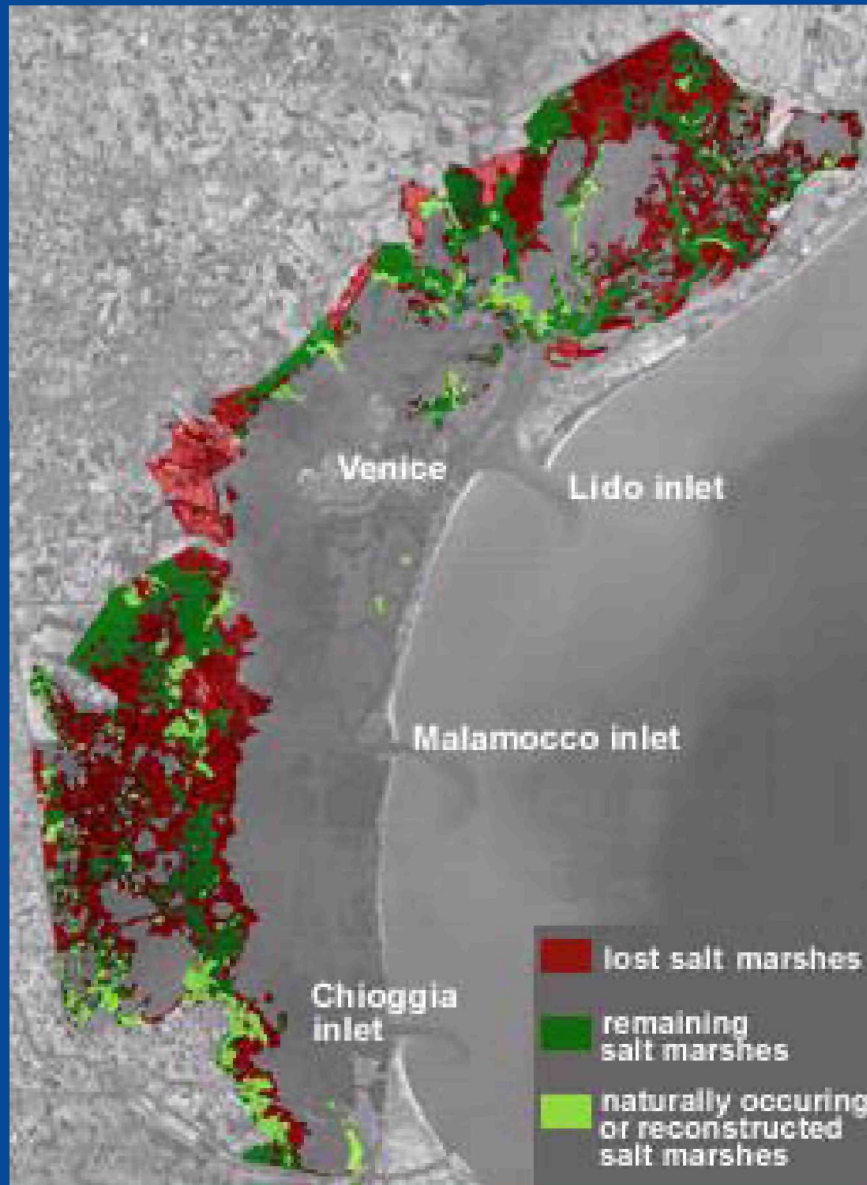 Venice
Lido inlet
Malamocco inlet
Chioggia
inlet
lost salt marshes
remaining
salt marshes
naturally occuring
or reconstructed
salt marshes